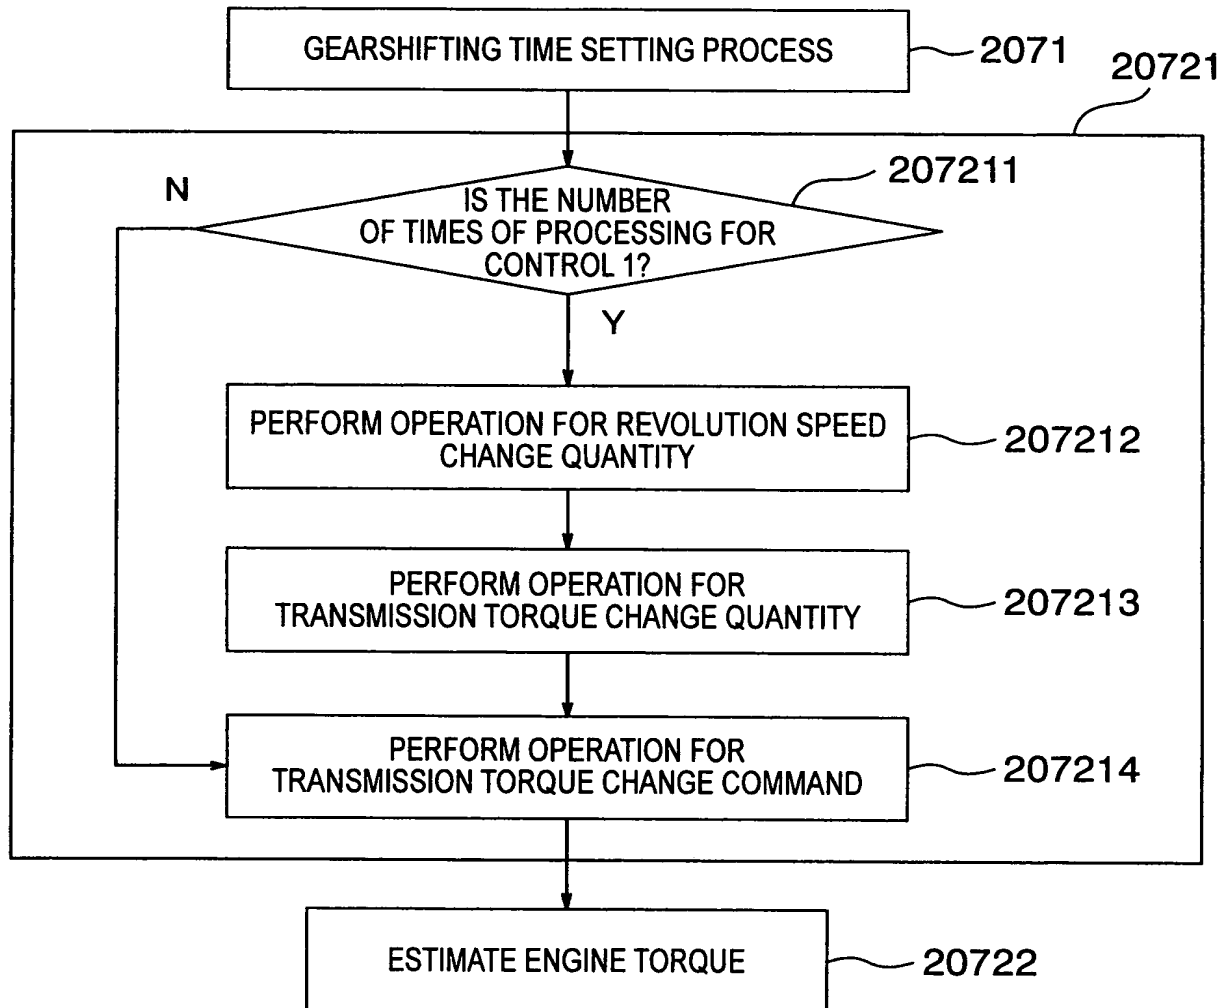 GEARSHIFTING TIME SETTING PROCESS
2071
20721
207211
N
IS THE NUMBER
OF TIMES OF PROCESSING FOR
CONTROL 1?
Y
PERFORM OPERATION FOR REVOLUTION SPEED
CHANGE QUANTITY
207212
PERFORM OPERATION FOR
TRANSMISSION TORQUE CHANGE QUANTITY
207213
PERFORM OPERATION FOR
TRANSMISSION TORQUE CHANGE COMMAND
207214
ESTIMATE ENGINE TORQUE
20722